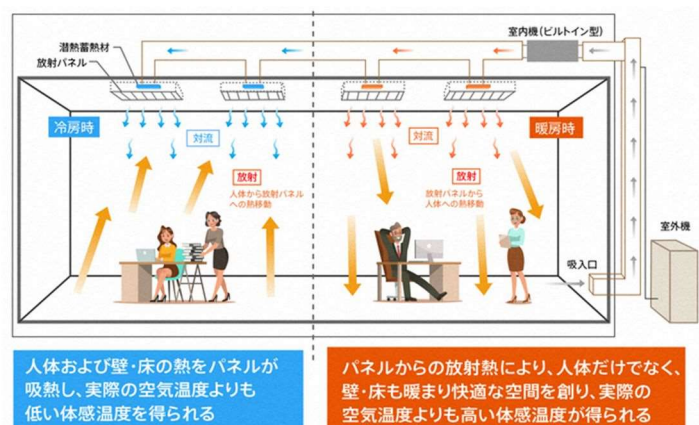 室内機(ビルトイン型)
潜熱蓄熱材
放射パネル
冷房時
対流
対流
暖房時
放射
人体から放射パネル
への熱移動
放射
放射パネルから
人体への熱移動
室外機
吸入口
人体および壁・床の熱をパネルが
吸熱し、実際の空気温度よりも
低い体感温度を得られる
パネルからの放射熱により、人体だけでなく、
壁・床も暖まり快適な空間を創り、実際の
空気温度よりも高い体感温度が得られる